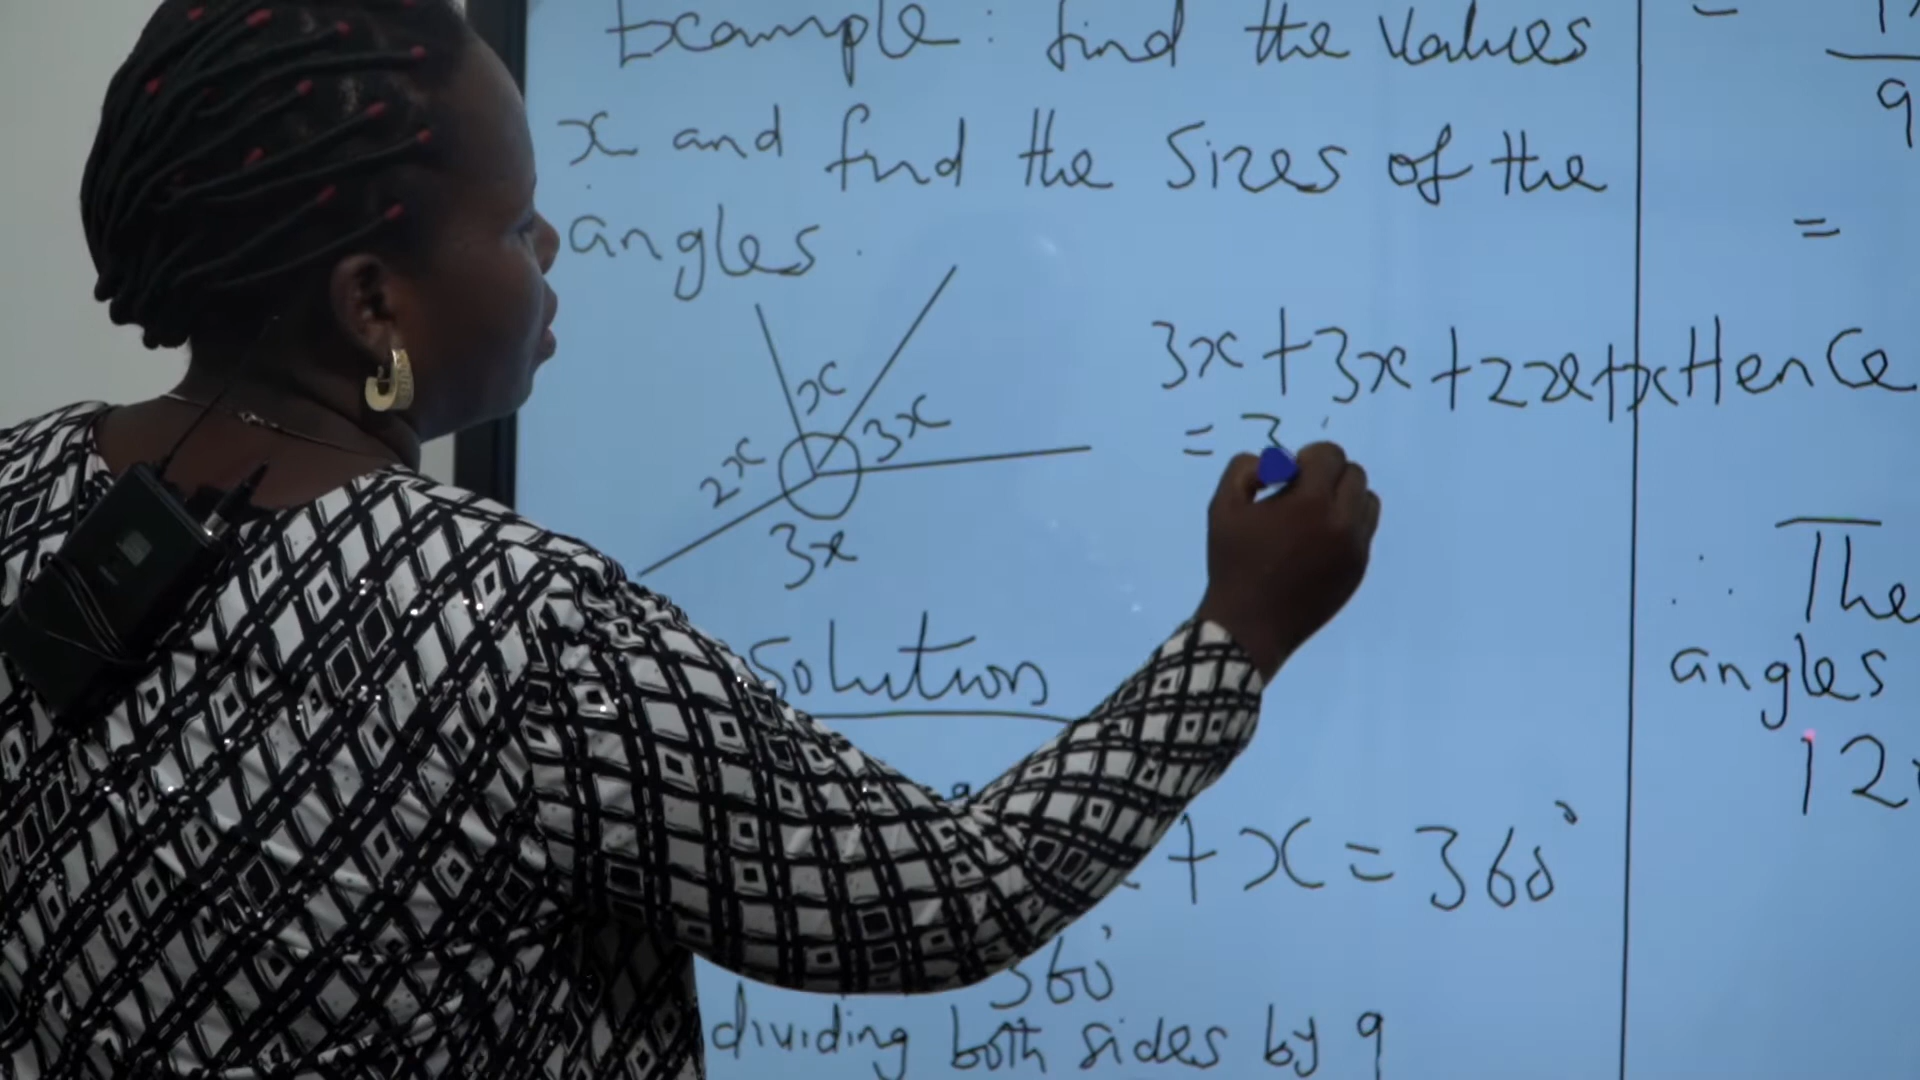 Example: find the values
x and find the sizes of the
angles.
x
3x
2x
3x
3x+3x+2x+x
= 3
Solution
+ x = 360°
360°
dividing both sides by 9
9
=
Hence
∴ The
angles
12